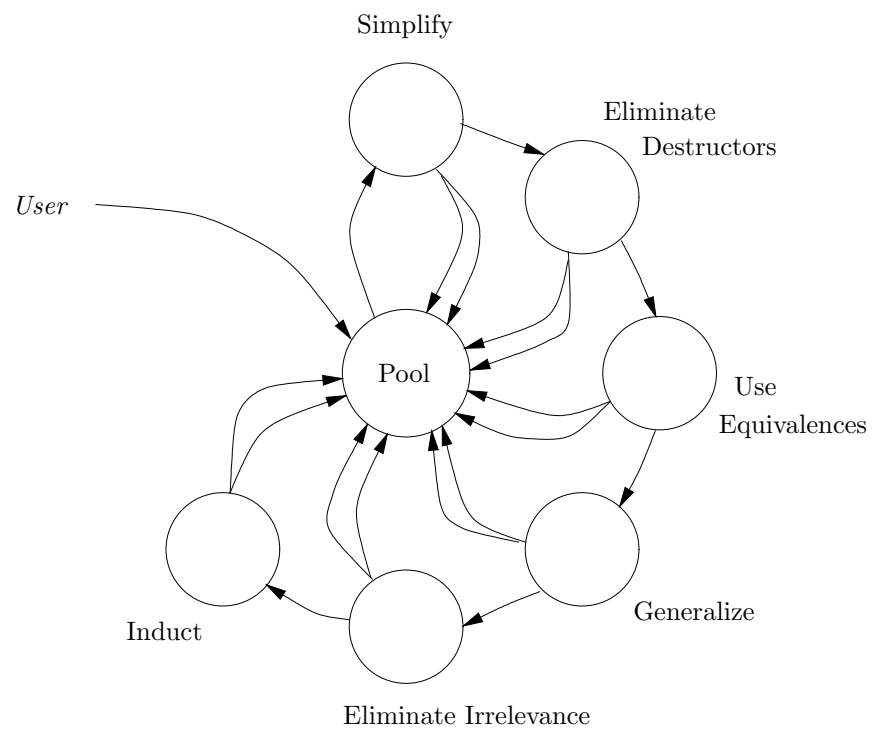 Simplify
Eliminate
Destructors
User
Pool
Use
Equivalences
Generalize
Induct
Eliminate Irrelevance